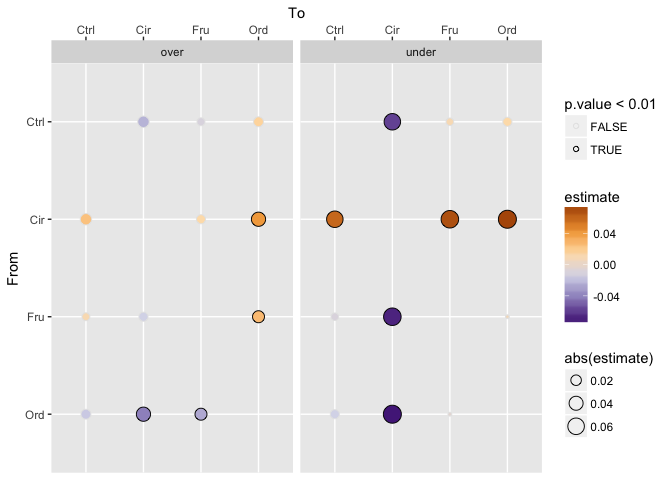 To
Ctrl Cir Fru Ord Ctrl Cir Fru Ord
over under
From
Ctrl
Cir
Fru
Ord
p.value < 0.01
FALSE
TRUE
estimate
0.04
0.00
-0.04
abs(estimate)
0.02
0.04
0.06